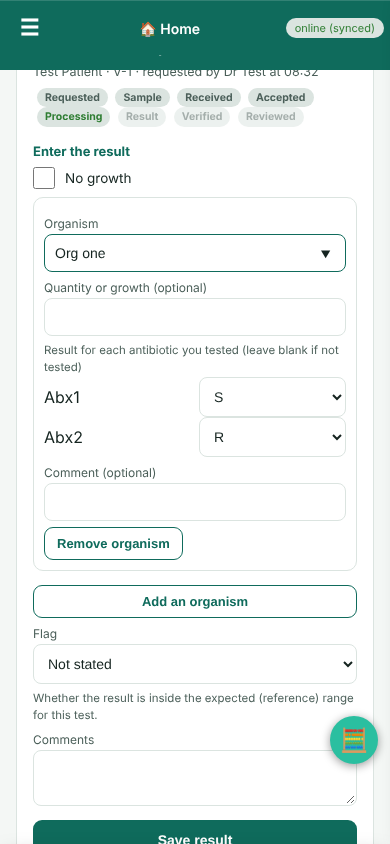 🏠 Home
online (synced)
Test Patient · V-1 · requested by Dr Test at 08:32
Requested Sample Received Accepted
Processing Result Verified Reviewed
Enter the result
No growth
Organism
Org one
Quantity or growth (optional)
Result for each antibiotic you tested (leave blank if not
tested)
Abx1 S
Abx2 R
Comment (optional)
Remove organism
Add an organism
Flag
Not stated
Whether the result is inside the expected (reference) range
for this test.
Comments
Save result